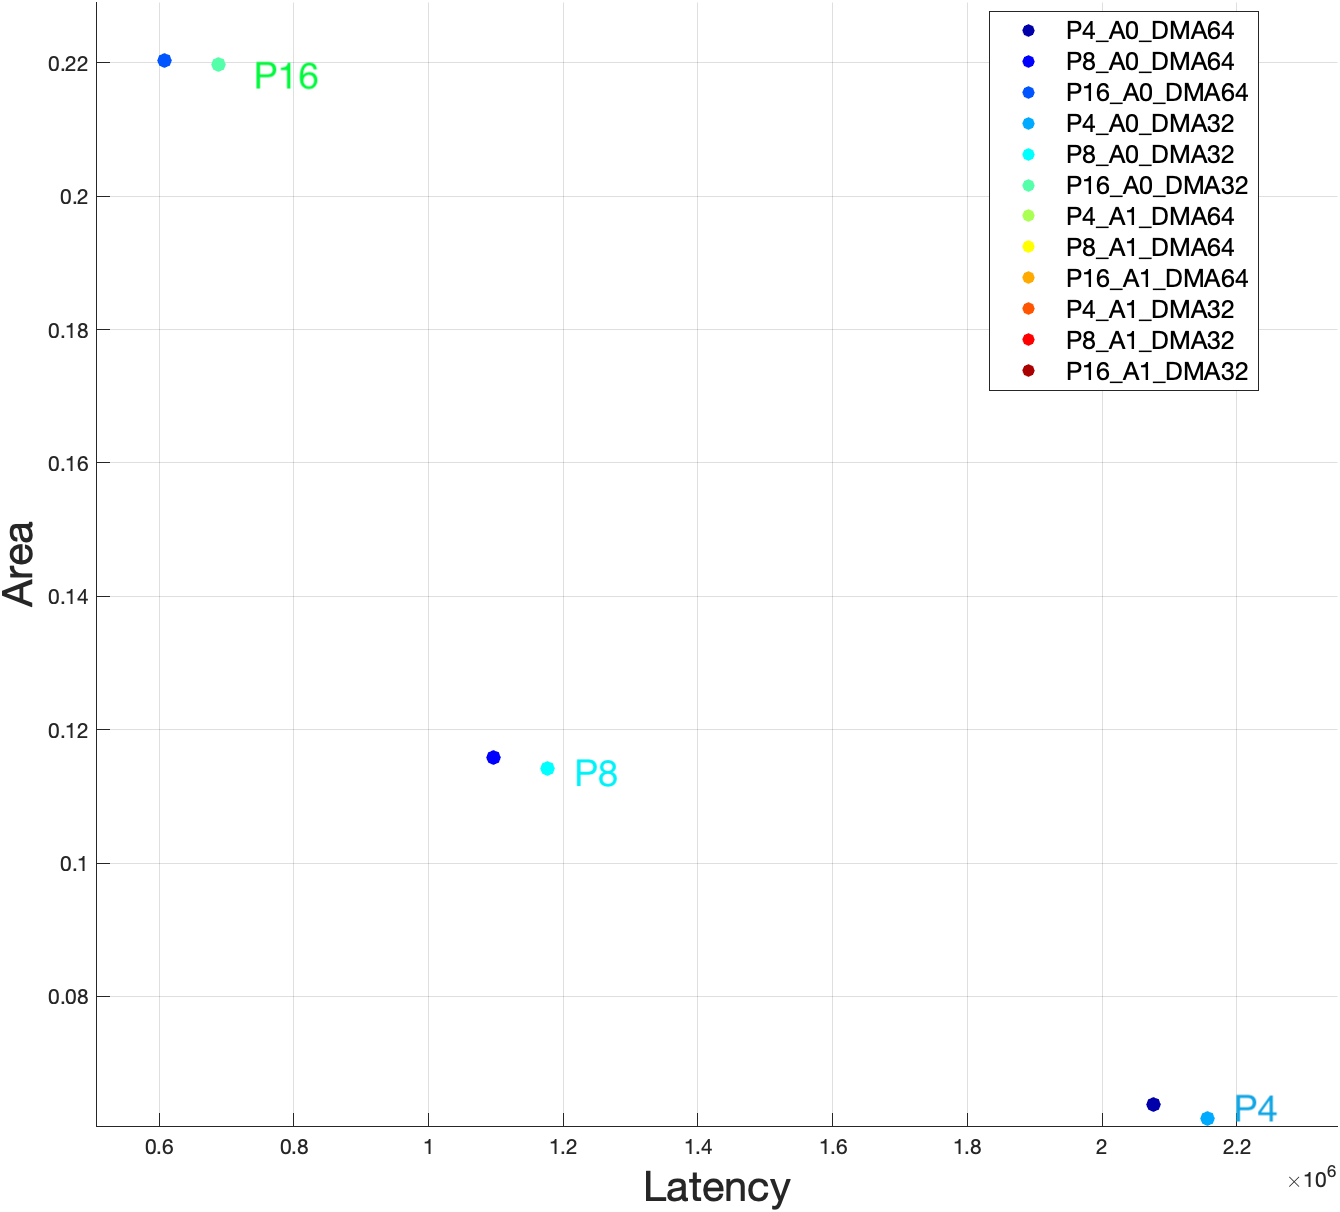 P4_A0_DMA64
P8_A0_DMA64
P16_A0_DMA64
P4_A0_DMA32
P8_A0_DMA32
P16_A0_DMA32
P4_A1_DMA64
P8_A1_DMA64
P16_A1_DMA64
P4_A1_DMA32
P8_A1_DMA32
P16_A1_DMA32
0.22
0.2
0.18
0.16
0.14
0.12
0.1
0.08
Area
P16
P8
P4
0.6 0.8 1 1.2 1.4 1.6 1.8 2 2.2
×10⁶
Latency